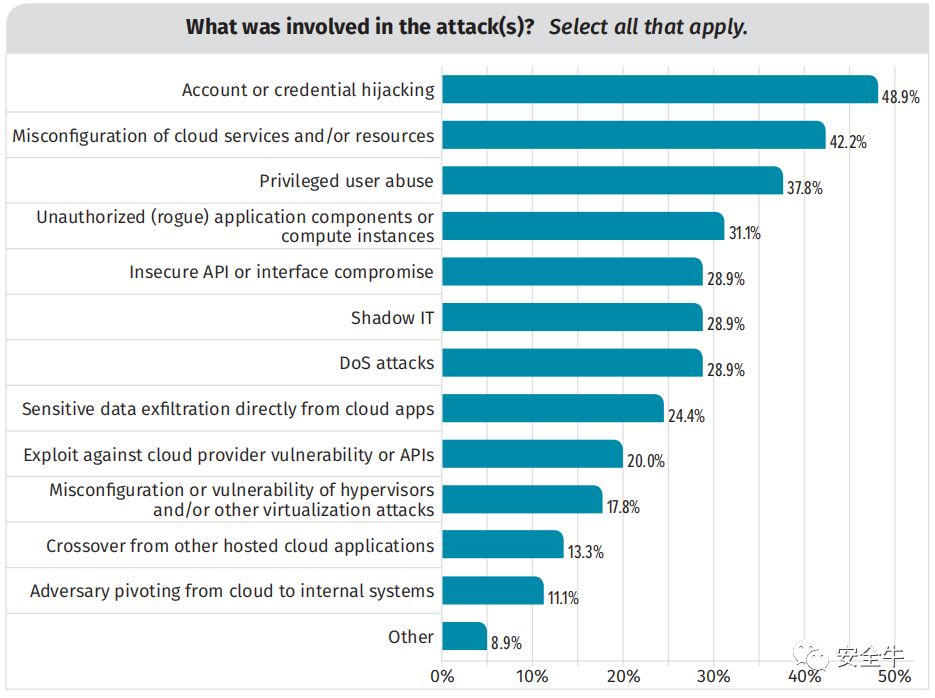 What was involved in the attack(s)? Select all that apply.
Account or credential hijacking
48.9%
Misconfiguration of cloud services and/or resources
42.2%
Privileged user abuse
37.8%
Unauthorized (rogue) application components or
compute instances
31.1%
Insecure API or interface compromise
28.9%
Shadow IT
28.9%
DoS attacks
28.9%
Sensitive data exfiltration directly from cloud apps
24.4%
Exploit against cloud provider vulnerability or APIs
20.0%
Misconfiguration or vulnerability of hypervisors
and/or other virtualization attacks
17.8%
Crossover from other hosted cloud applications
13.3%
Adversary pivoting from cloud to internal systems
11.1%
Other
8.9%
0% 10% 20% 30% 40% 50%
安全牛